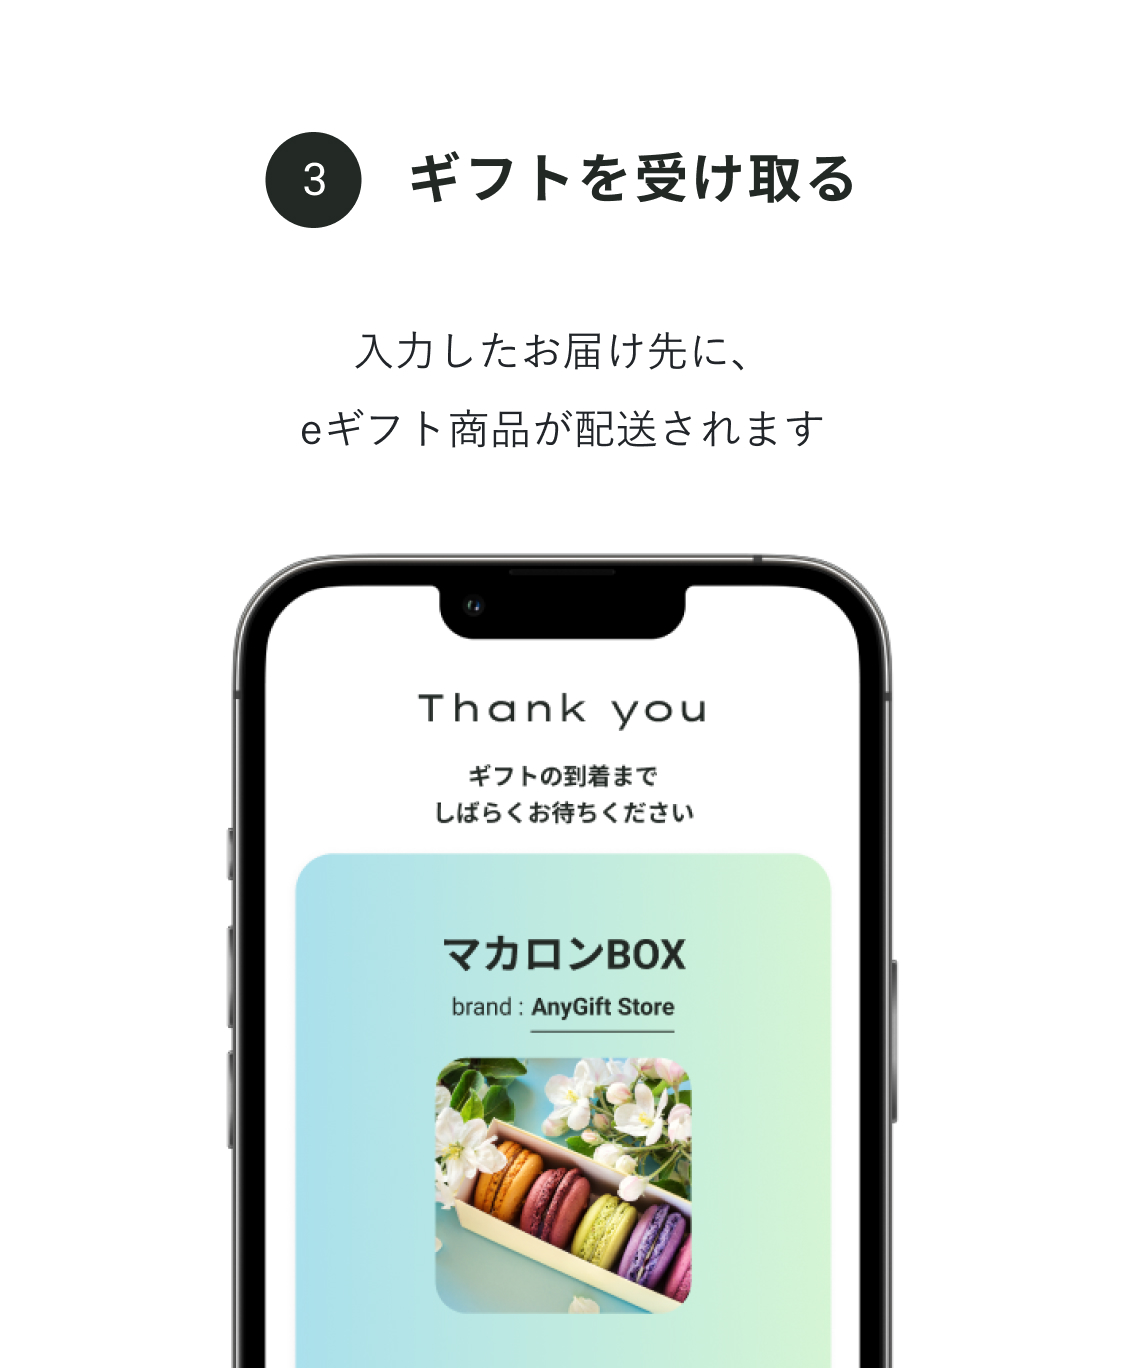 3 ギフトを受け取る
入力したお届け先に、
eギフト商品が配送されます
Thank you
ギフトの到着まで
しばらくお待ちください
マカロンBOX
brand : AnyGift Store